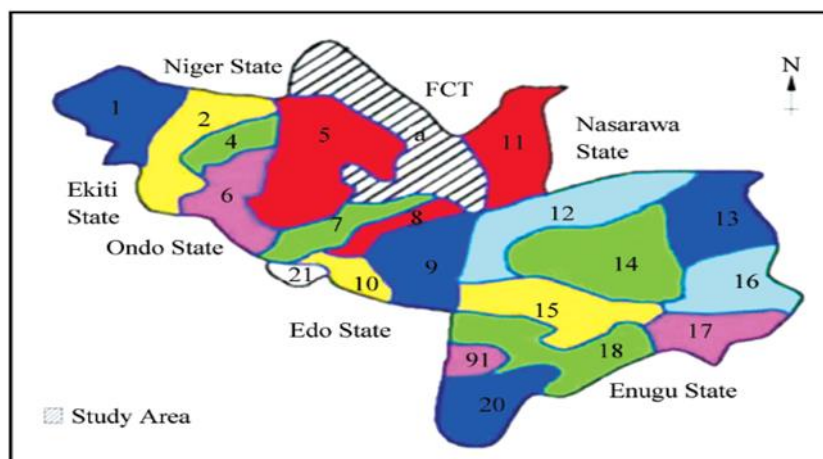 Niger State
FCT
N
1
2
4
5
a
11
Nasarawa
State
Ekiti
State
6
Ondo State
7
8
12
13
21
10
9
14
16
Edo State
15
17
91
18
20
Enugu State
Study Area